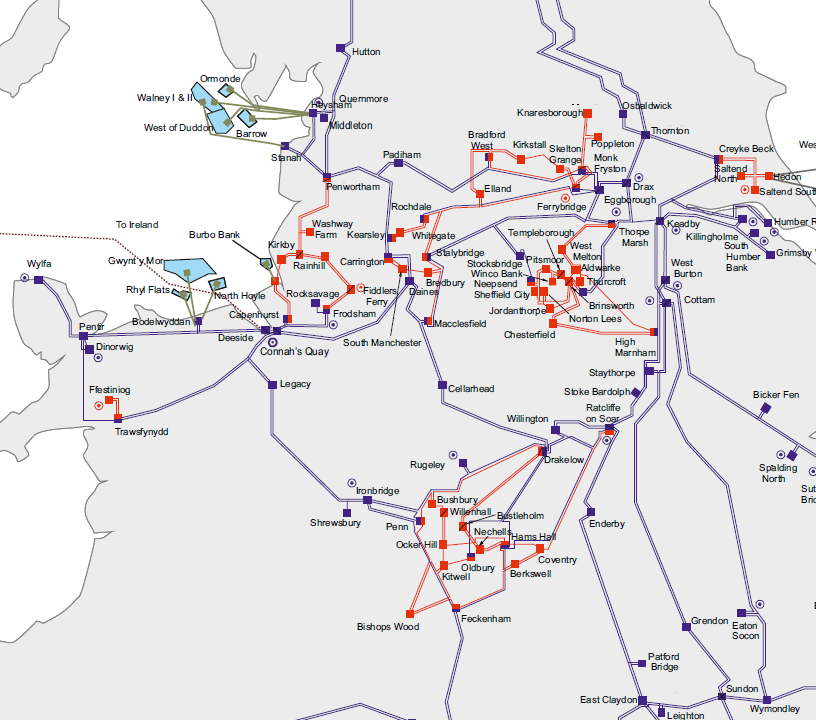 Hutton
Ormonde
Walney I & II
Quernmore
Heysham
West of Duddon
Barrow
Middleton
Stanah
Padiham
Penwortham
Knaresborough
Osbaldwick
Bradford
West
Kirkstall
Skelton
Grange
Poppleton
Monk
Fryston
Thornton
Creyke Beck
Saltend
North
Hedon
Saltend South
Wes
Elland
Drax
Ferrybridge
Eggborough
Rochdale
To Ireland
Burbo Bank
Washway
Farm
Kearsley
Whitegate
Templeborough
Thorpe
Marsh
Keadby
Killingholme
South
Humber
Bank
Humber R
Grimsby
Wylfa
Gwynt y Mor
Kirkby
Rainhill
Carrington
Stalybridge
Stocksbridge
Pitsmoor
West
Melton
Winco Bank
Aldwarke
Neepsend
Thurcroft
Sheffield City
West
Burton
Rhyl Flats
North Hoyle
Rocksavage
Fiddlers
Ferry
Bredbury
Daines
Brinsworth
Cottam
Capenhurst
Frodsham
Jordanthorpe
Norton Lees
Bodelwyddan
Pentir
Deeside
Macclesfield
Chesterfield
Dinorwig
Connah's Quay
South Manchester
High
Marnham
Staythorpe
Ffestiniog
Legacy
Cellarhead
Stoke Bardolph
Bicker Fen
Trawsfynydd
Willington
Ratcliffe
on Soar
Rugeley
Drakelow
Spalding
North
Sut
Brid
Ironbridge
Shrewsbury
Bushbury
Willenhall
Penn
Bustleholm
Enderby
Nechells
Hams Hall
Ocker Hill
Oldbury
Coventry
Kitwell
Berkswell
Bishops Wood
Feckenham
Grendon
Eaton
Socon
Patford
Bridge
East Claydon
Sundon
Leighton
Wymondley